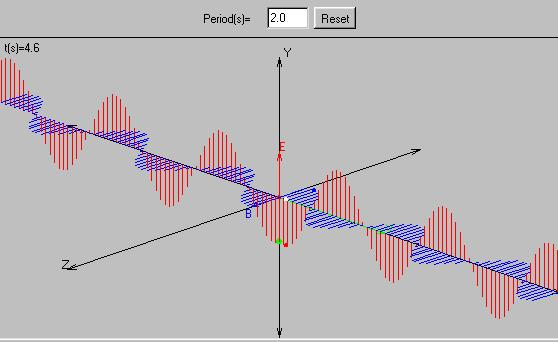 Period(s)= 2.0 Reset
t(s)=4.6
Y
E
B
Z